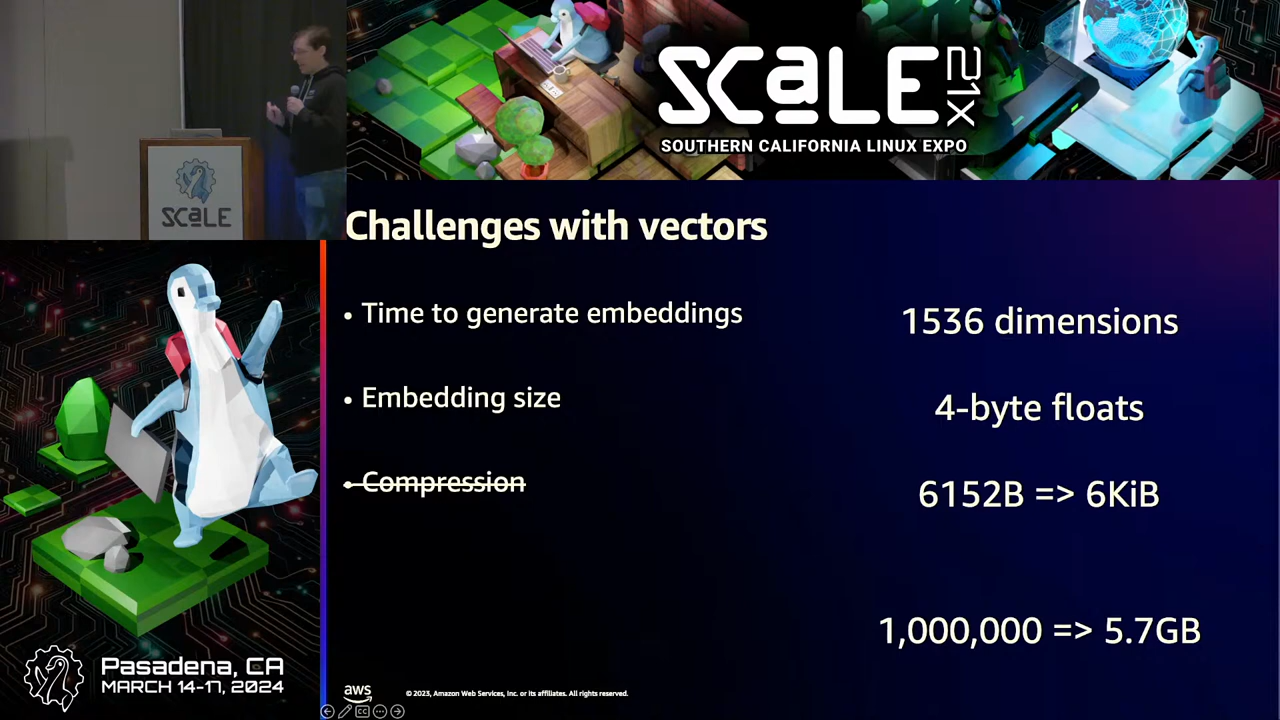 SCaLE 21X
SOUTHERN CALIFORNIA LINUX EXPO
SCaLE
Challenges with vectors
• Time to generate embeddings
• Embedding size
• Compression
1536 dimensions
4-byte floats
6152B => 6KiB
1,000,000 => 5.7GB
Pasadena, CA
MARCH 14-17, 2024
aws
© 2023, Amazon Web Services, Inc. or its affiliates. All rights reserved.
CC